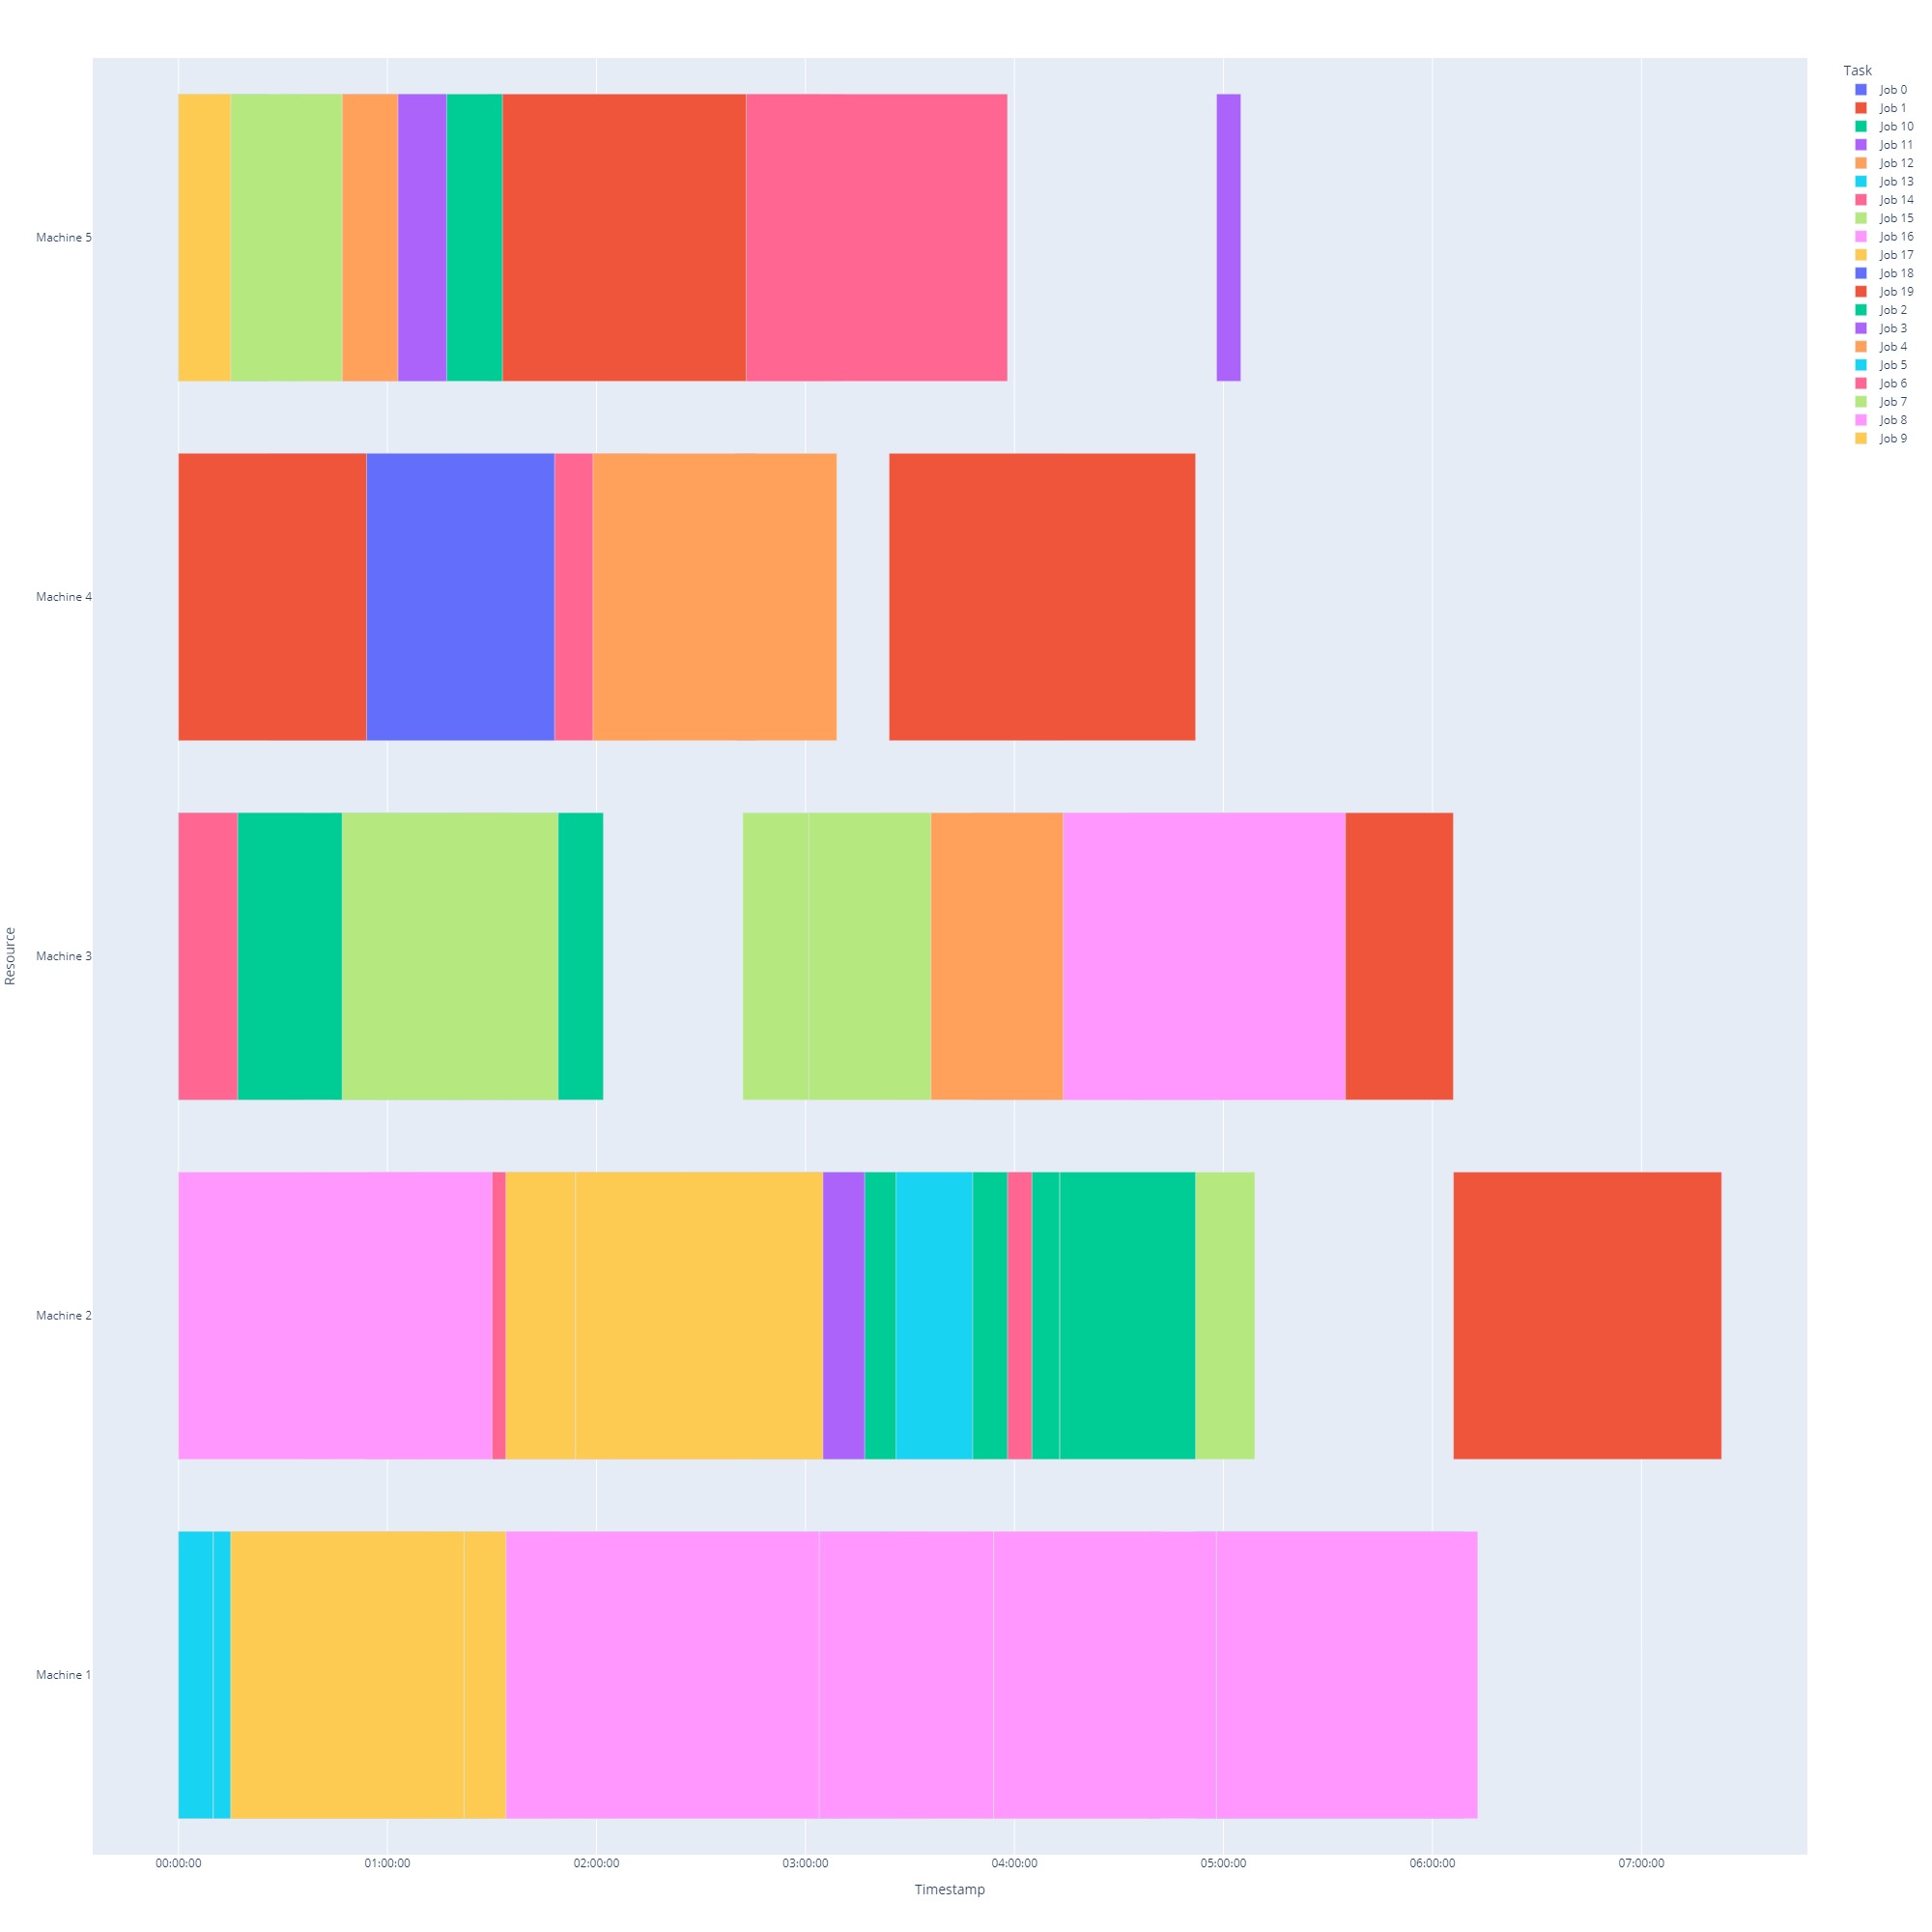 Task
Job 0
Job 1
Job 10
Job 11
Job 12
Job 13
Job 14
Job 15
Job 16
Job 17
Job 18
Job 19
Job 2
Job 3
Job 4
Job 5
Job 6
Job 7
Job 8
Job 9
Machine 5
Machine 4
Machine 3
Machine 2
Machine 1
Resource
00:00:00 01:00:00 02:00:00 03:00:00 04:00:00 05:00:00 06:00:00 07:00:00
Timestamp